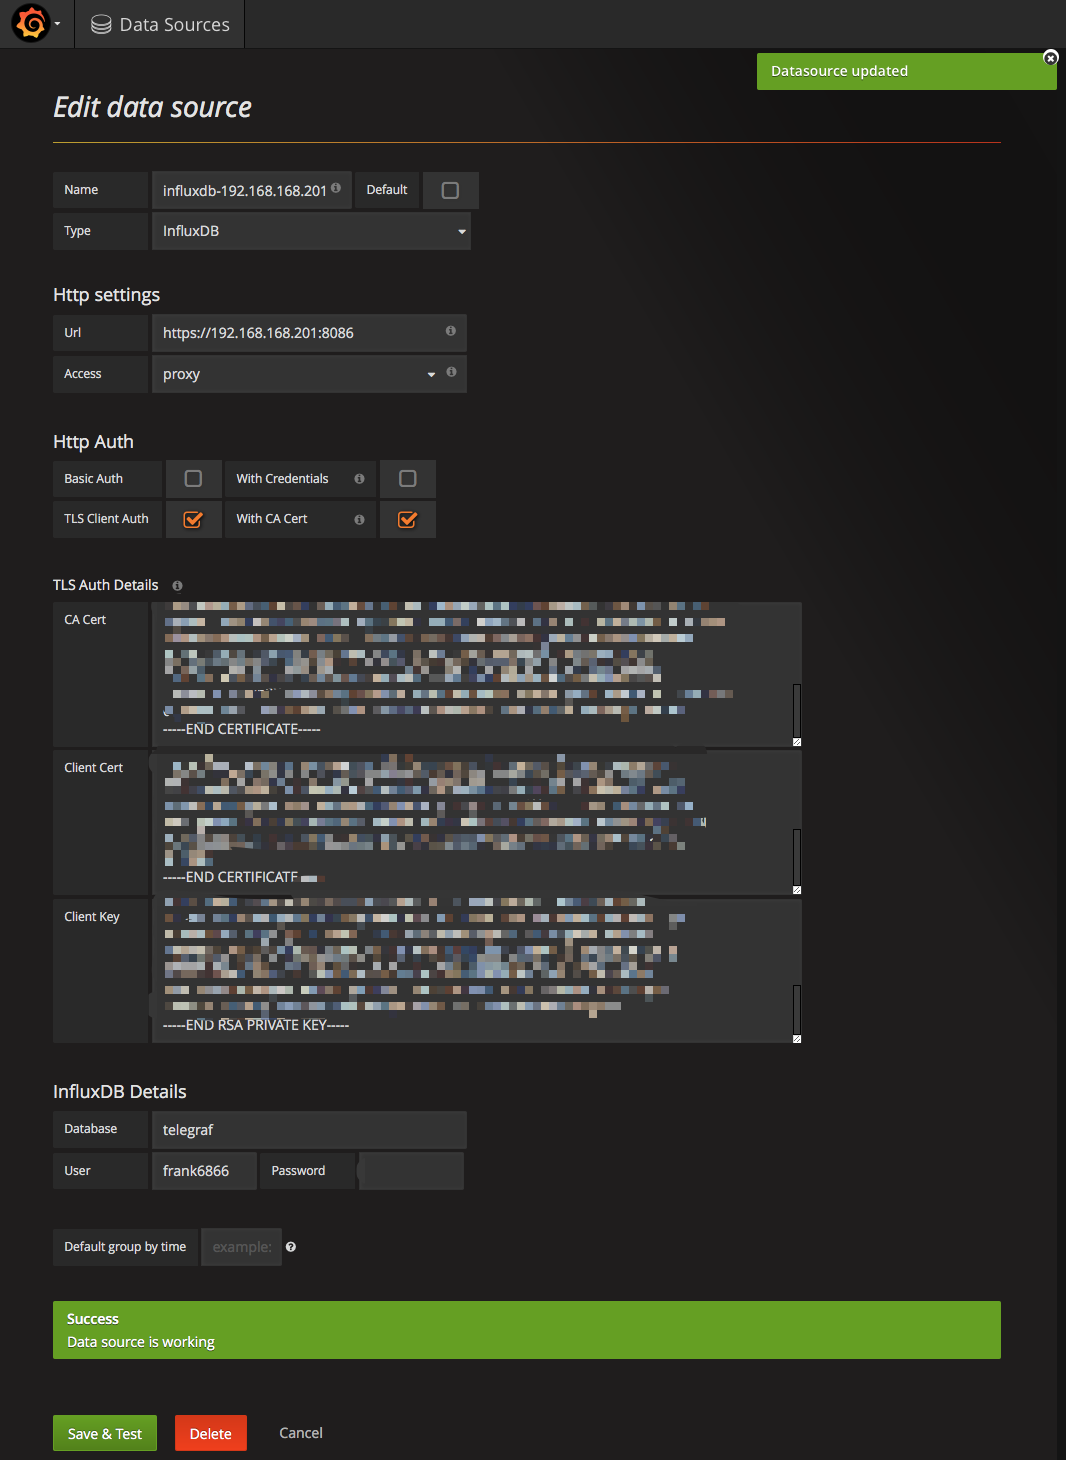 Data Sources
Datasource updated
Edit data source
Name influxdb-192.168.168.201 Default
Type InfluxDB
Http settings
Url https://192.168.168.201:8086
Access proxy
Http Auth
Basic Auth With Credentials
TLS Client Auth With CA Cert
TLS Auth Details
CA Cert
-----END CERTIFICATE-----
Client Cert
-----END CERTIFICATE
Client Key
-----END RSA PRIVATE KEY-----
InfluxDB Details
Database telegraf
User frank6866 Password
Default group by time example:
Success
Data source is working
Save & Test Delete Cancel